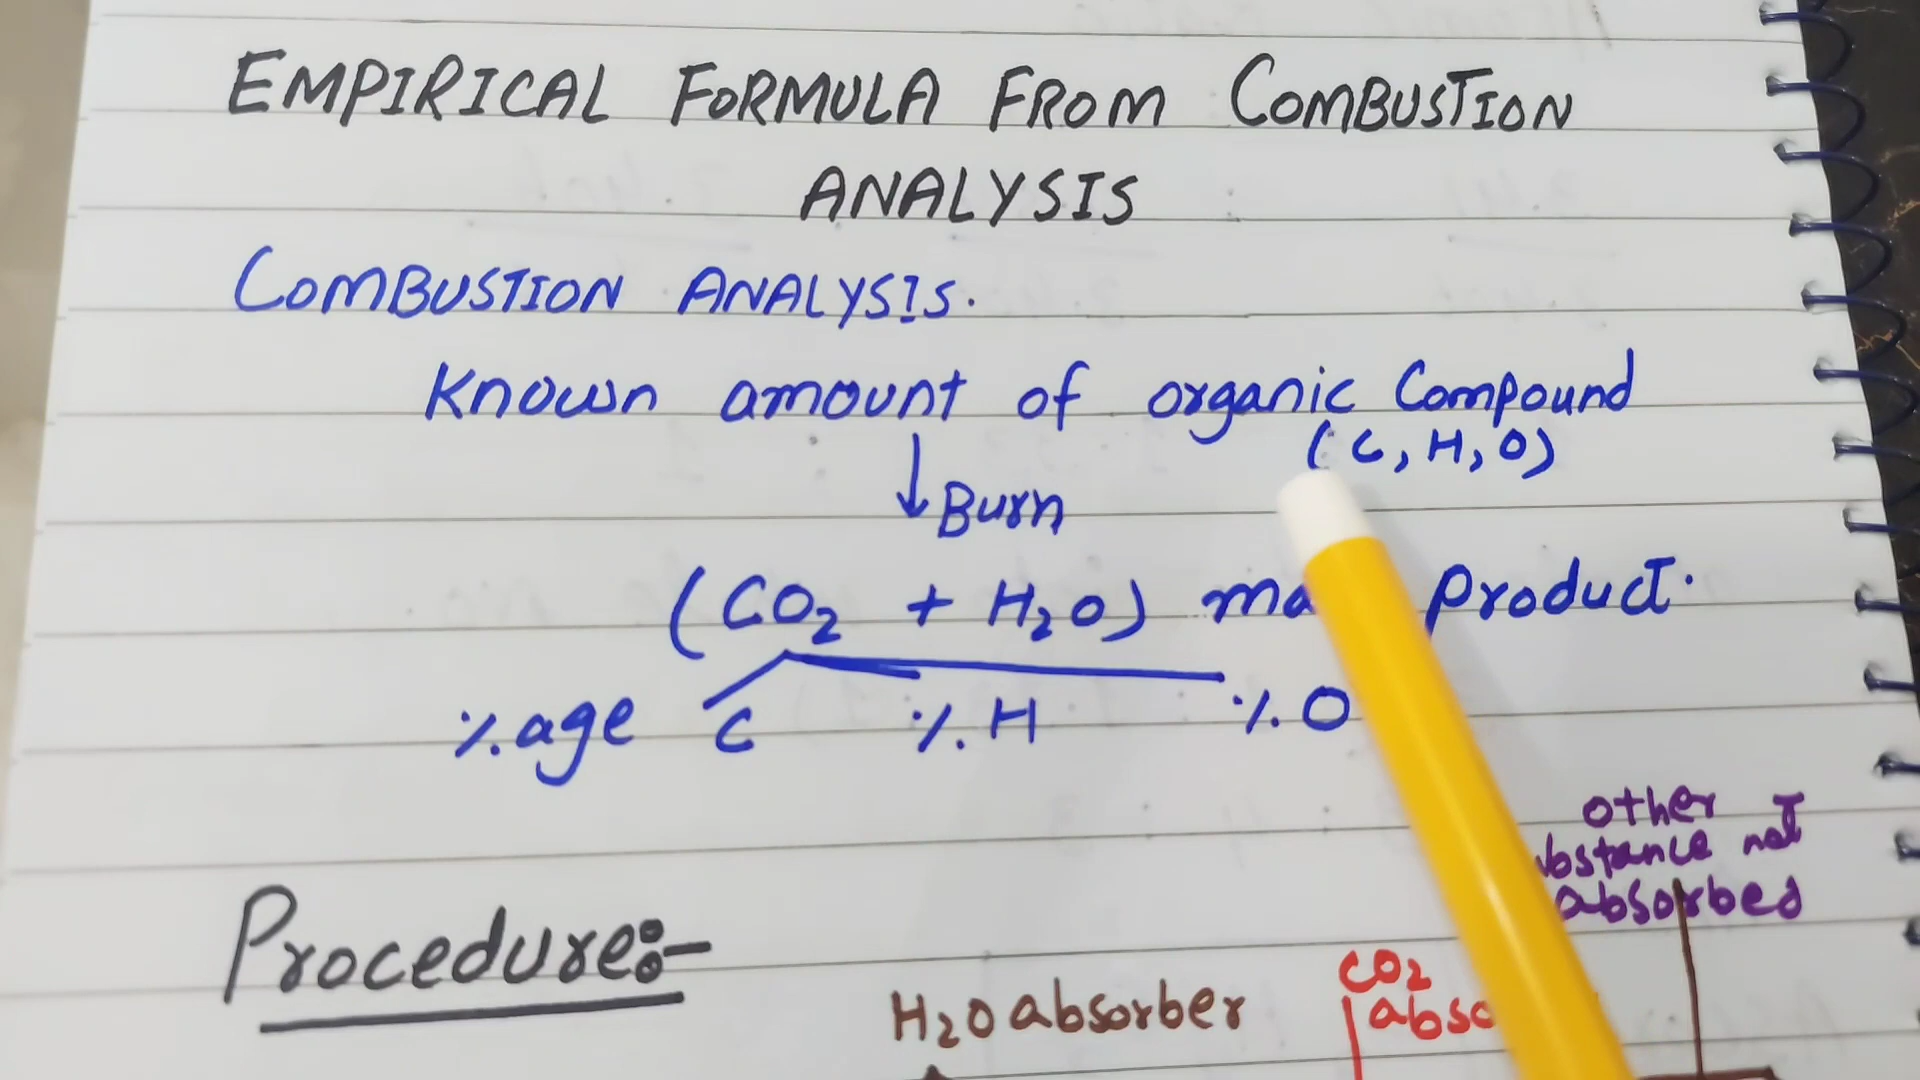 EMPIRICAL FORMULA FROM COMBUSTION
ANALYSIS
COMBUSTION ANALYSIS.
Known amount of organic Compound
(C, H, O)
↓ Burn
(CO₂ + H₂O) product.
%age C %.H %.O
other
not
absorbed
Procedure:-
CO₂
H₂O absorber